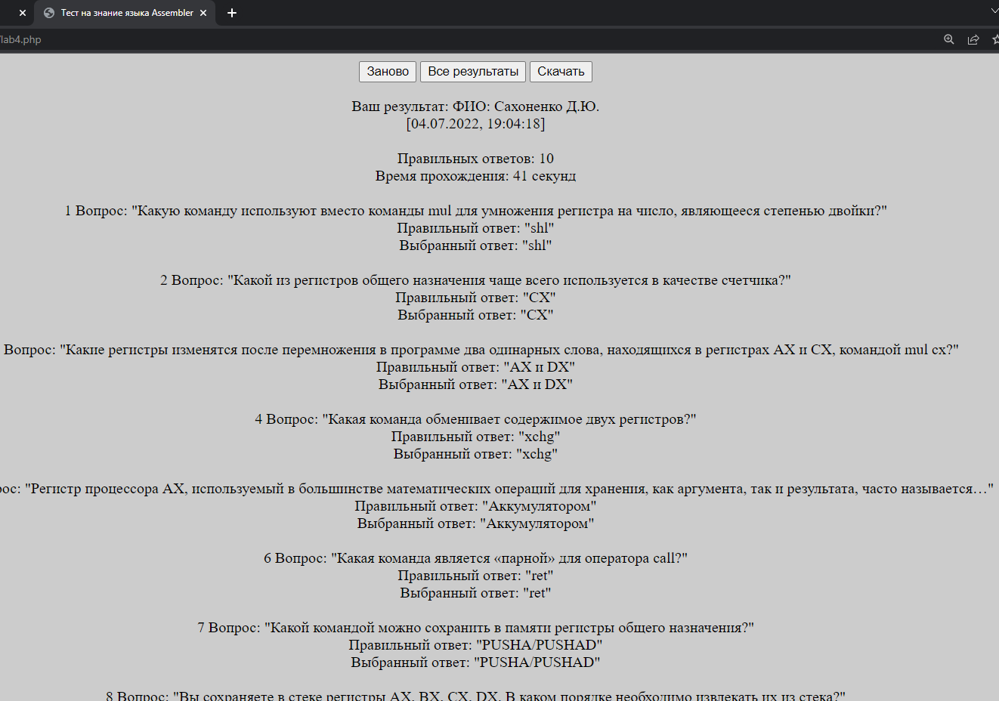 Тест на знание языка Assembler
lab4.php
Заново Все результаты Скачать
Ваш результат: ФИО: Сахоненко Д.Ю.
[04.07.2022, 19:04:18]
Правильных ответов: 10
Время прохождения: 41 секунд
1 Вопрос: "Какую команду используют вместо команды mul для умножения регистра на число, являющееся степенью двойки?"
Правильный ответ: "shl"
Выбранный ответ: "shl"
2 Вопрос: "Какой из регистров общего назначения чаще всего используется в качестве счетчика?"
Правильный ответ: "CX"
Выбранный ответ: "CX"
Вопрос: "Какие регистры изменятся после перемножения в программе два одинарных слова, находящихся в регистрах AX и CX, командой mul cx?"
Правильный ответ: "AX и DX"
Выбранный ответ: "AX и DX"
4 Вопрос: "Какая команда обменивает содержимое двух регистров?"
Правильный ответ: "xchg"
Выбранный ответ: "xchg"
рос: "Регистр процессора AX, используемый в большинстве математических операций для хранения, как аргумента, так и результата, часто называется…"
Правильный ответ: "Аккумулятором"
Выбранный ответ: "Аккумулятором"
6 Вопрос: "Какая команда является «парной» для оператора call?"
Правильный ответ: "ret"
Выбранный ответ: "ret"
7 Вопрос: "Какой командой можно сохранить в памяти регистры общего назначения?"
Правильный ответ: "PUSHA/PUSHAD"
Выбранный ответ: "PUSHA/PUSHAD"
8 Вопрос: "Вы сохраняете в стеке регистры AX, BX, CX, DX. В каком порядке необходимо извлекать их из стека?"